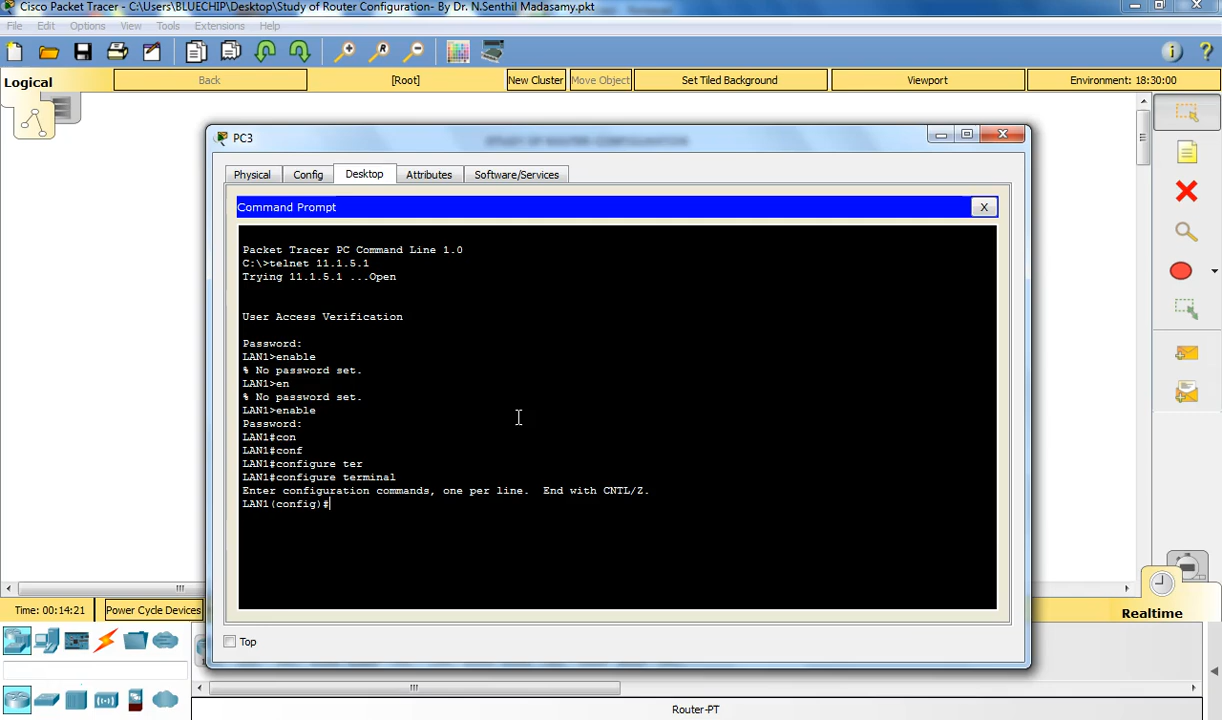 Cisco Packet Tracer - C:\Users\BLUECHIP\Desktop\Study of Router Configuration- By Dr. N.Senthil Madasamy.pkt
File Edit Options View Tools Extensions Help
Logical Back [Root] New Cluster Move Object Set Tiled Background Viewport Environment: 18:30:00
STUDY OF ROUTER CONFIGURATION
PC3
Physical Config Desktop Attributes Software/Services
Command Prompt X
Packet Tracer PC Command Line 1.0
C:\>telnet 11.1.5.1
Trying 11.1.5.1 ...Open
User Access Verification
Password:
LAN1>enable
% No password set.
LAN1>en
% No password set.
LAN1>enable
Password:
LAN1#con
LAN1#conf
LAN1#configure ter
LAN1#configure terminal
Enter configuration commands, one per line.  End with CNTL/Z.
LAN1(config)#
Time: 00:14:21 Power Cycle Devices Realtime
Top
Router-PT